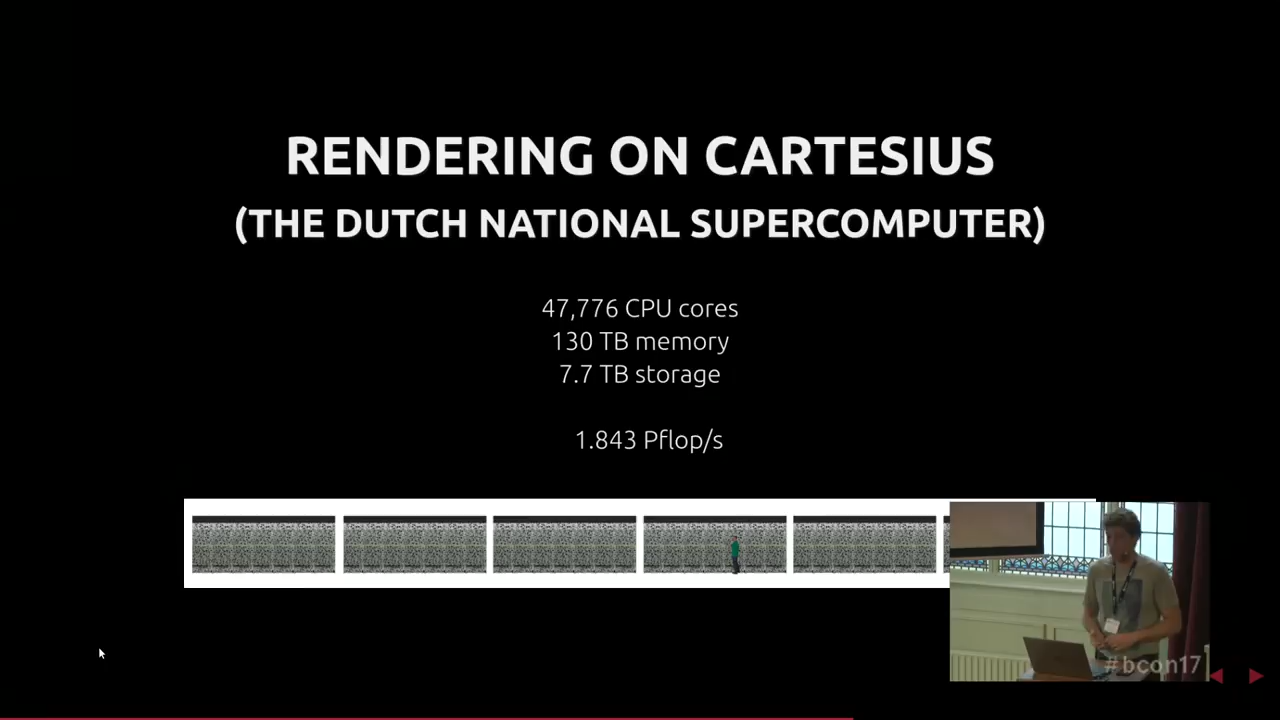 RENDERING ON CARTESIUS
(THE DUTCH NATIONAL SUPERCOMPUTER)
47,776 CPU cores
130 TB memory
7.7 TB storage
1.843 Pflop/s
#bcon17